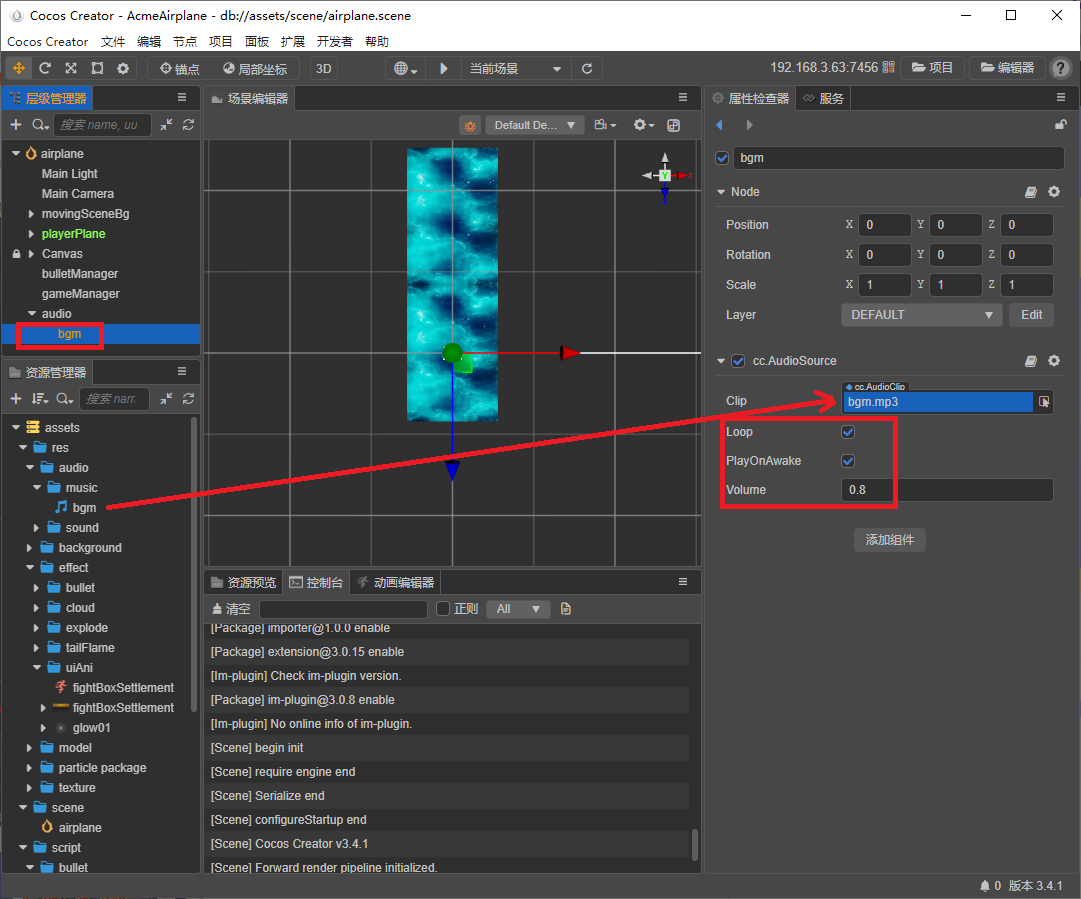 Cocos Creator - AcmeAirplane - db://assets/scene/airplane.scene
Cocos Creator 文件 编辑 节点 项目 面板 扩展 开发者 帮助
锚点 局部坐标 3D 当前场景 192.168.3.63:7456 项目 编辑器
层级管理器
搜索 name, uu
airplane
Main Light
Main Camera
movingSceneBg
playerPlane
Canvas
bulletManager
gameManager
audio
bgm
资源管理器
搜索 nam
assets
res
audio
music
bgm
sound
background
effect
bullet
cloud
explode
tailFlame
uiAni
fightBoxSettlement
fightBoxSettlement
glow01
model
particle package
texture
scene
airplane
script
bullet
场景编辑器
Default De...
Y
X
Z
资源预览 控制台 动画编辑器
清空 正则 All
[Package] importer@1.0.0 enable
[Package] extension@3.0.15 enable
[Im-plugin] Check im-plugin version.
[Package] im-plugin@3.0.8 enable
[Im-plugin] No online info of im-plugin.
[Scene] begin init
[Scene] require engine end
[Scene] Serialize end
[Scene] configureStartup end
[Scene] Cocos Creator v3.4.1
[Scene] Forward render pipeline initialized.
属性检查器 服务
bgm
Node
Position X 0 Y 0 Z 0
Rotation X 0 Y 0 Z 0
Scale X 1 Y 1 Z 1
Layer DEFAULT Edit
cc.AudioSource
cc.AudioClip
Clip bgm.mp3
Loop
PlayOnAwake
Volume 0.8
添加组件
0 版本 3.4.1